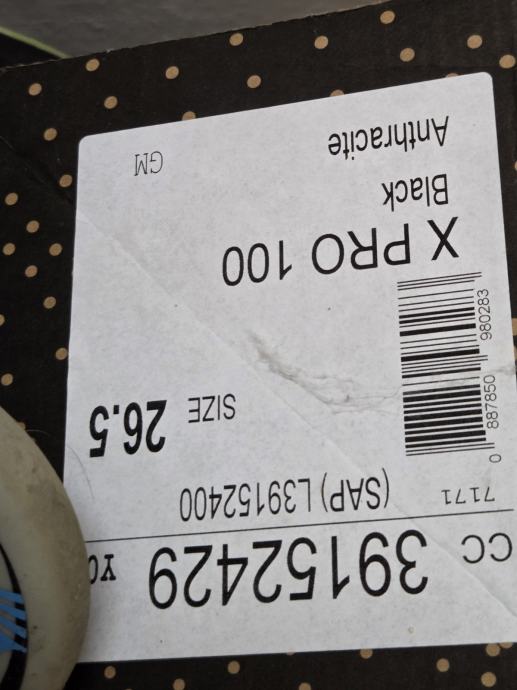 CC 39152429
7171 (SAP) L39152400
SIZE 26.5
0 887850 980283
X PRO 100
Black
Anthracite
GM